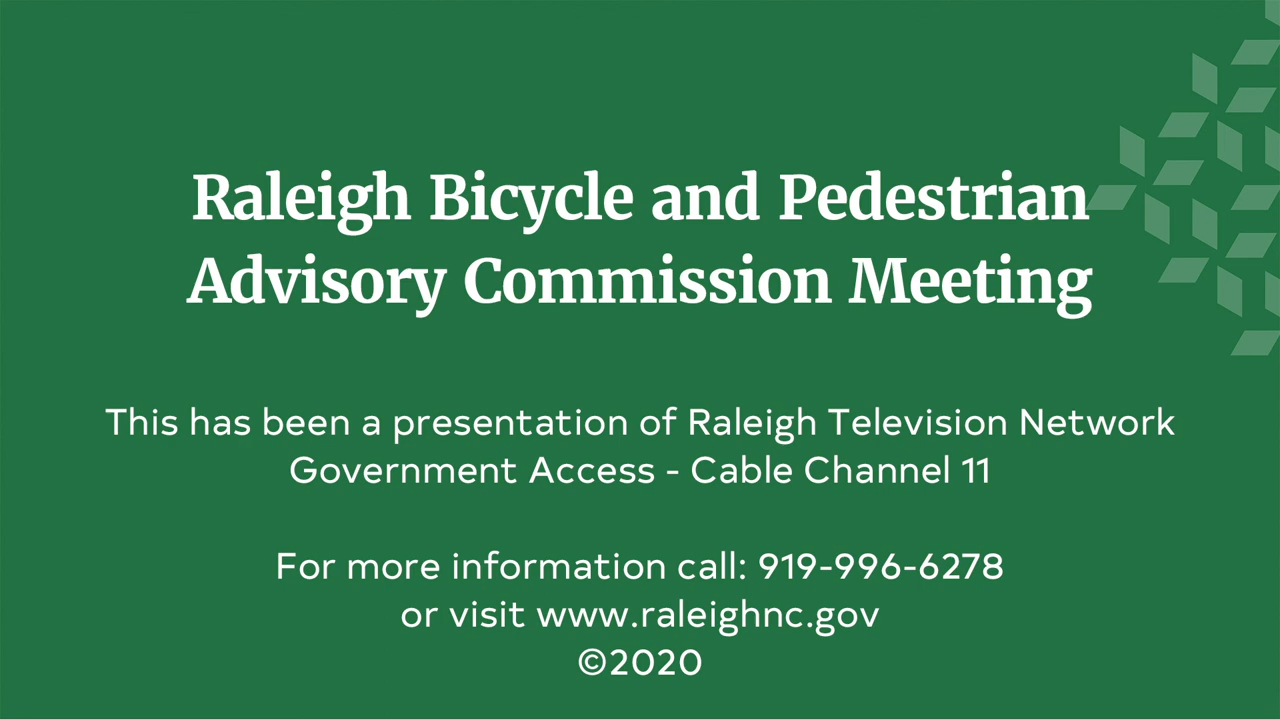 Raleigh Bicycle and Pedestrian
Advisory Commission Meeting
This has been a presentation of Raleigh Television Network
Government Access - Cable Channel 11
For more information call: 919-996-6278
or visit www.raleighnc.gov
©2020